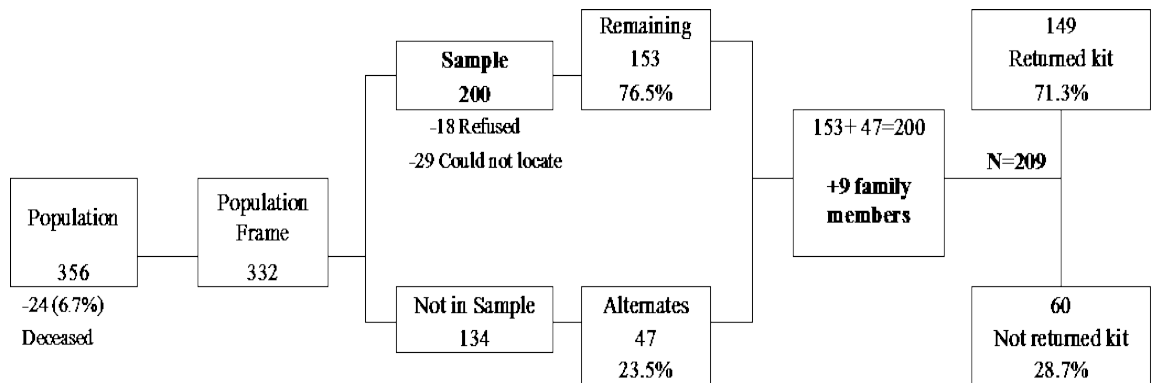 Population
356
-24 (6.7%)
Deceased
Population
Frame
332
Sample
200
-18 Refused
-29 Could not locate
Remaining
153
76.5%
Not in Sample
134
Alternates
47
23.5%
153+ 47=200
+9 family
members
N=209
149
Returned kit
71.3%
60
Not returned kit
28.7%